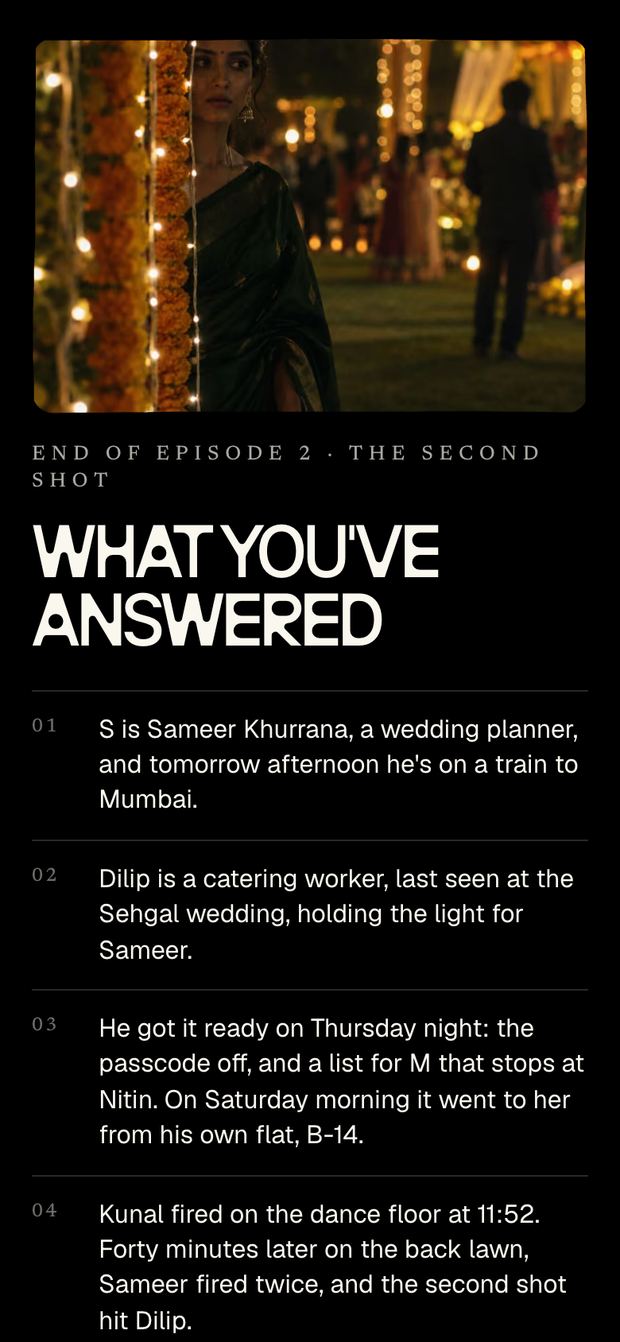 END OF EPISODE 2 · THE SECOND
SHOT
WHAT YOU'VE
ANSWERED
01
S is Sameer Khurrana, a wedding planner,
and tomorrow afternoon he's on a train to
Mumbai.
02
Dilip is a catering worker, last seen at the
Sehgal wedding, holding the light for
Sameer.
03
He got it ready on Thursday night: the
passcode off, and a list for M that stops at
Nitin. On Saturday morning it went to her
from his own flat, B-14.
04
Kunal fired on the dance floor at 11:52.
Forty minutes later on the back lawn,
Sameer fired twice, and the second shot
hit Dilip.